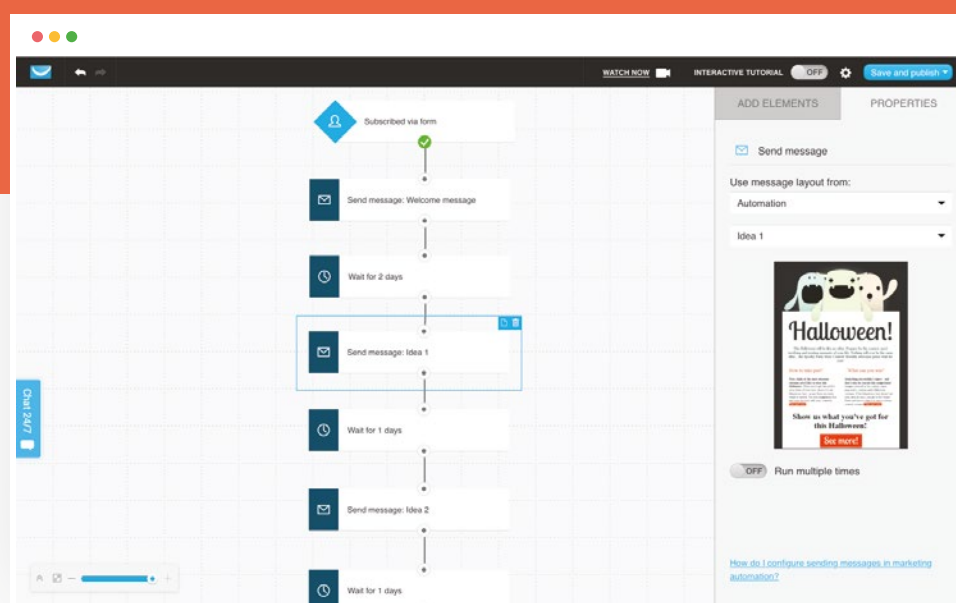 WATCH NOW
INTERACTIVE TUTORIAL
OFF
Save and publish
ADD ELEMENTS
PROPERTIES
Subscribed via form
Send message: Welcome message
Wait for 2 days
Send message: Idea 1
Wait for 1 days
Send message: Idea 2
Wait for 1 days
Chat 24/7
Send message
Use message layout from:
Automation
Idea 1
Halloween!
Show us what you've got for
this Halloween!
See more!
OFF
Run multiple times
How do I configure sending messages in marketing
automation?